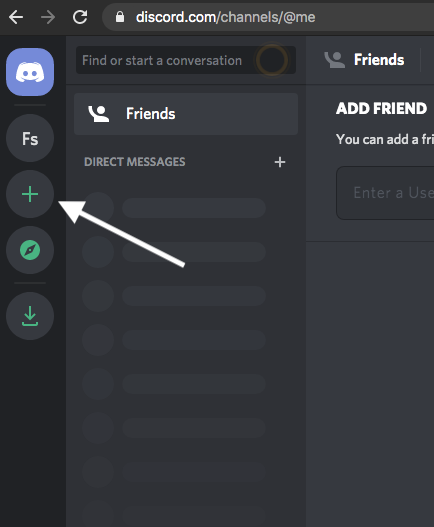 discord.com/channels/@me
Find or start a conversation
Friends
ADD FRIEND
Fs
Friends
You can add a fri
DIRECT MESSAGES
Enter a Use